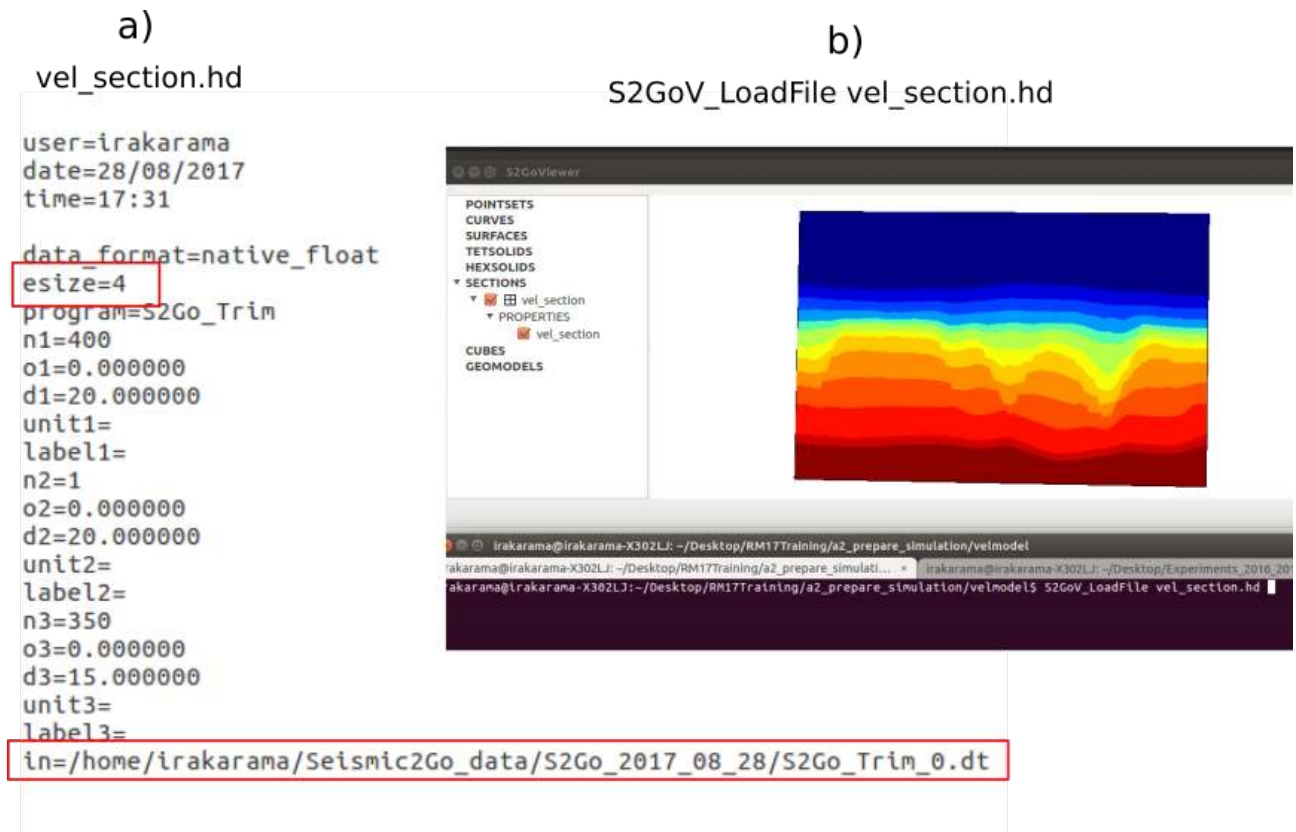 a)
vel_section.hd
user=irakarama
date=28/08/2017
time=17:31
data_format=native_float
esize=4
program=S2Go_Trim
n1=400
o1=0.000000
d1=20.000000
unit1=
label1=
n2=1
o2=0.000000
d2=20.000000
unit2=
label2=
n3=350
o3=0.000000
d3=15.000000
unit3=
label3=
in=/home/irakarama/Seismic2Go_data/S2Go_2017_08_28/S2Go_Trim_0.dt
b)
S2GoV_LoadFile vel_section.hd
S2GoViewer
POINTSETS
CURVES
SURFACES
TETSOLIDS
HEXSOLIDS
SECTIONS
vel_section
PROPERTIES
vel_section
CUBES
GEOMODELS
irakarama@irakarama-X302LJ: ~/Desktop/RM17Training/a2_prepare_simulation/velmodel
rakarama@irakarama-X302LJ: ~/Desktop/RM17Training/a2_prepare_simulati... × irakarama@irakarama-X302LJ: ~/Desktop/Experiments_2016_201
akarama@irakarama-X302LJ:~/Desktop/RM17Training/a2_prepare_simulation/velmodel$ S2GoV_LoadFile vel_section.hd